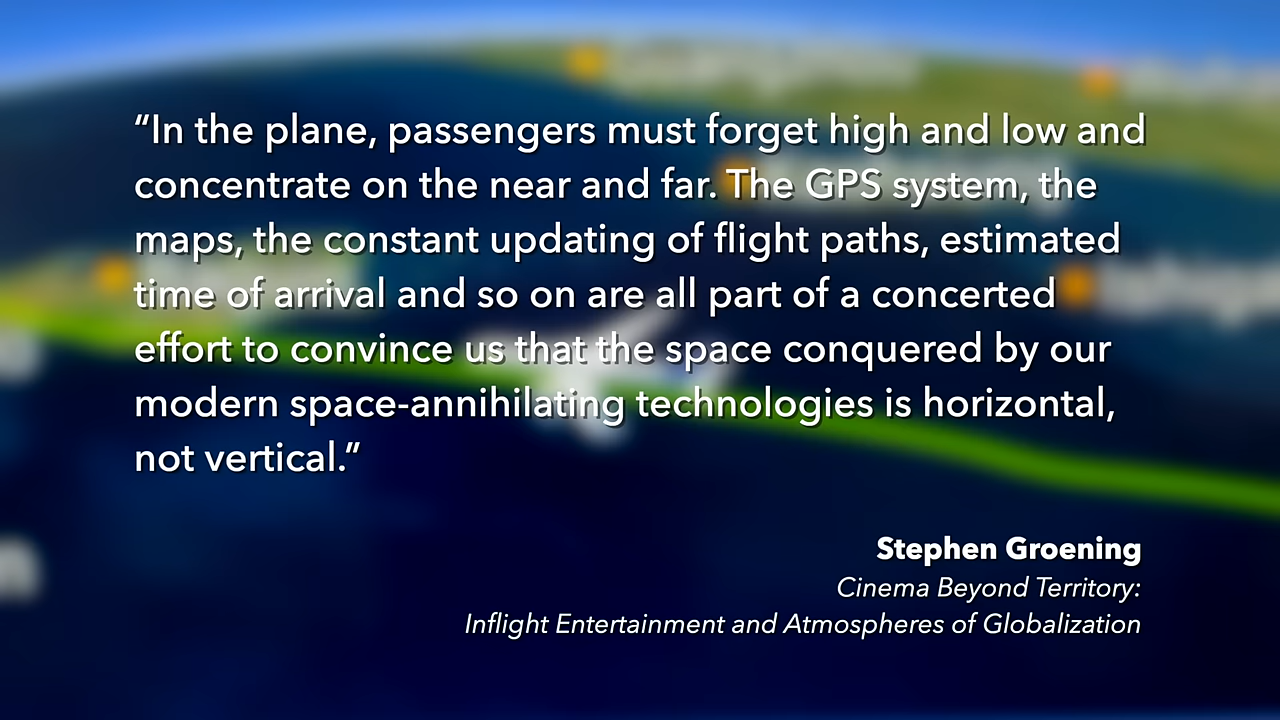 “In the plane, passengers must forget high and low and
concentrate on the near and far. The GPS system, the
maps, the constant updating of flight paths, estimated
time of arrival and so on are all part of a concerted
effort to convince us that the space conquered by our
modern space-annihilating technologies is horizontal,
not vertical.”
Stephen Groening
Cinema Beyond Territory:
Inflight Entertainment and Atmospheres of Globalization